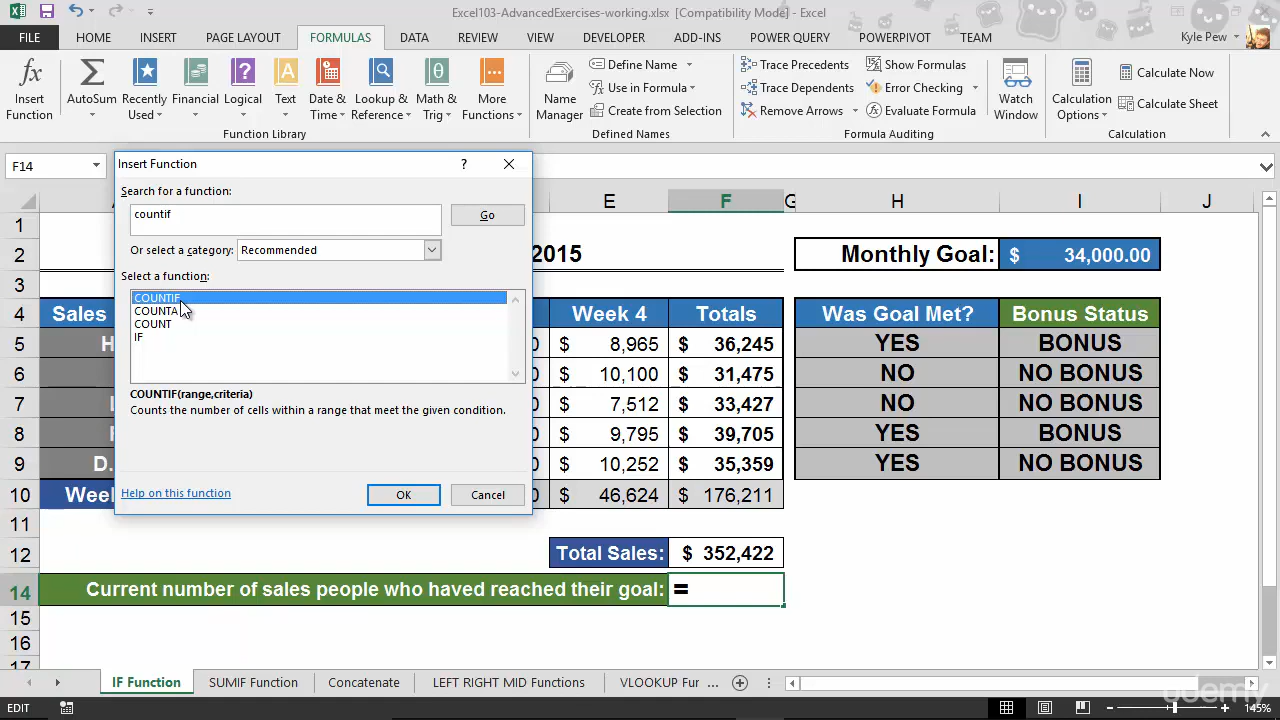 Excel103-AdvancedExercises-working.xlsx [Compatibility Mode] - Excel
FILE HOME INSERT PAGE LAYOUT FORMULAS DATA REVIEW VIEW DEVELOPER ADD-INS POWER QUERY POWERPIVOT TEAM Kyle Pew
Insert Function
AutoSum
Recently Used
Financial
Logical
Text
Date & Time
Lookup & Reference
Math & Trig
More Functions
Function Library
Name Manager
Define Name
Use in Formula
Create from Selection
Defined Names
Trace Precedents
Trace Dependents
Remove Arrows
Show Formulas
Error Checking
Evaluate Formula
Formula Auditing
Watch Window
Calculation Options
Calculate Now
Calculate Sheet
Calculation
F14
Insert Function ?
Search for a function:
countif
Go
Or select a category: Recommended
Select a function:
COUNTIF
COUNTA
COUNT
IF
COUNTIF(range,criteria)
Counts the number of cells within a range that meet the given condition.
Help on this function
OK Cancel
E F G H I J
1
2 2015 Monthly Goal: $ 34,000.00
3
4 Sales Week 4 Totals Was Goal Met? Bonus Status
5 H 0 $ 8,965 $ 36,245 YES BONUS
6 0 $ 10,100 $ 31,475 NO NO BONUS
7 0 $ 7,512 $ 33,427 NO NO BONUS
8 0 $ 9,795 $ 39,705 YES BONUS
9 D. 0 $ 10,252 $ 35,359 YES NO BONUS
10 Week 0 $ 46,624 $ 176,211
11
12 Total Sales: $ 352,422
14 Current number of sales people who haved reached their goal: =
15
16
17
IF Function SUMIF Function Concatenate LEFT RIGHT MID Functions VLOOKUP Fur ...
EDIT 145%
udemy